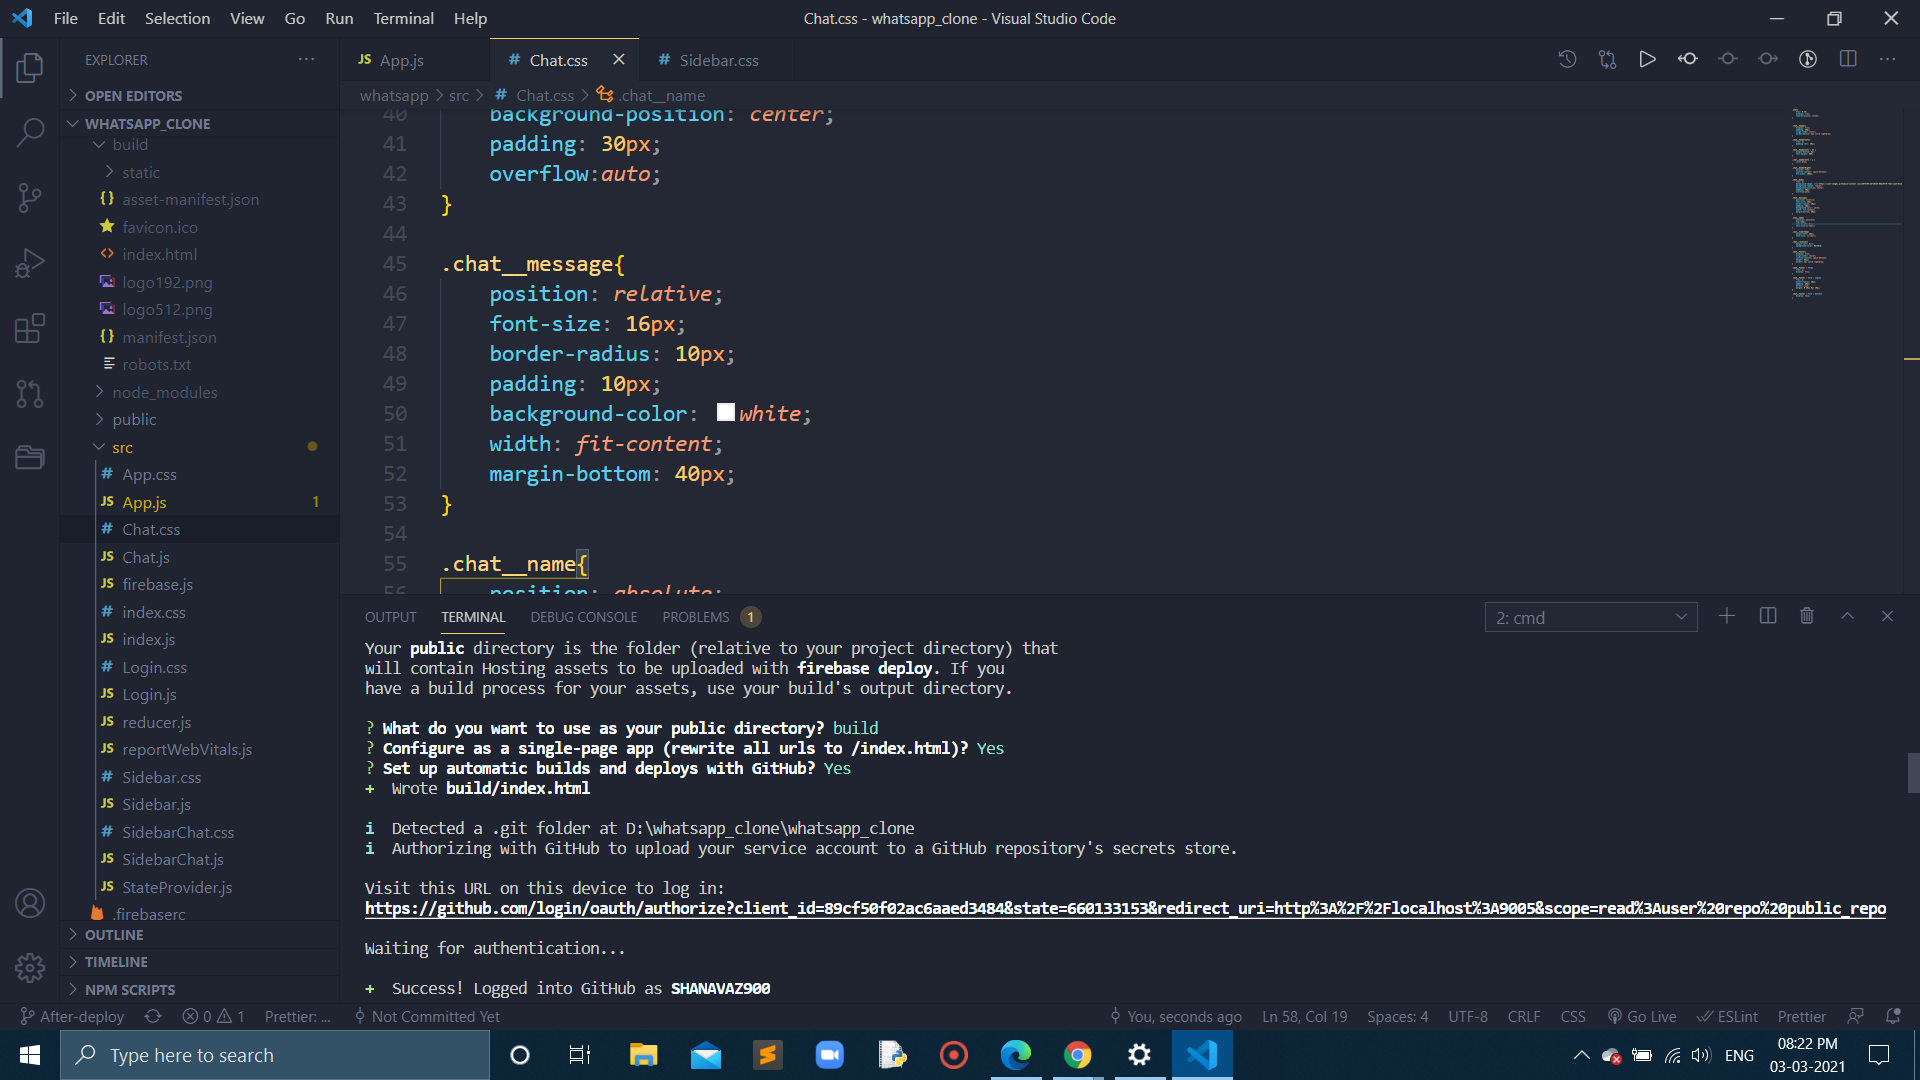 File Edit Selection View Go Run Terminal Help
Chat.css - whatsapp_clone - Visual Studio Code
EXPLORER
OPEN EDITORS
WHATSAPP_CLONE
build
static
asset-manifest.json
favicon.ico
index.html
logo192.png
logo512.png
manifest.json
robots.txt
node_modules
public
src
App.css
App.js 1
Chat.css
Chat.js
firebase.js
index.css
index.js
Login.css
Login.js
reducer.js
reportWebVitals.js
Sidebar.css
Sidebar.js
SidebarChat.css
SidebarChat.js
StateProvider.js
.firebaserc
OUTLINE
TIMELINE
NPM SCRIPTS
JS App.js # Chat.css # Sidebar.css
whatsapp > src > # Chat.css > .chat__name
40 background-position: center;
41 padding: 30px;
42 overflow:auto;
43 }
44
45 .chat__message{
46 position: relative;
47 font-size: 16px;
48 border-radius: 10px;
49 padding: 10px;
50 background-color: white;
51 width: fit-content;
52 margin-bottom: 40px;
53 }
54
55 .chat__name{
56 position: absolute;
OUTPUT TERMINAL DEBUG CONSOLE PROBLEMS 1
2: cmd
Your public directory is the folder (relative to your project directory) that
will contain Hosting assets to be uploaded with firebase deploy. If you
have a build process for your assets, use your build's output directory.
? What do you want to use as your public directory? build
? Configure as a single-page app (rewrite all urls to /index.html)? Yes
? Set up automatic builds and deploys with GitHub? Yes
+ Wrote build/index.html
i Detected a .git folder at D:\whatsapp_clone\whatsapp_clone
i Authorizing with GitHub to upload your service account to a GitHub repository's secrets store.
Visit this URL on this device to log in:
https://github.com/login/oauth/authorize?client_id=89cf50f02ac6aaed3484&state=660133153&redirect_uri=http%3A%2F%2Flocalhost%3A9005&scope=read%3Auser%20repo%20public_repo
Waiting for authentication...
+ Success! Logged into GitHub as SHANAVAZ900
After-deploy 0 1 Prettier: ... Not Committed Yet You, seconds ago Ln 58, Col 19 Spaces: 4 UTF-8 CRLF CSS Go Live ESLint Prettier
Type here to search
ENG
08:22 PM
03-03-2021